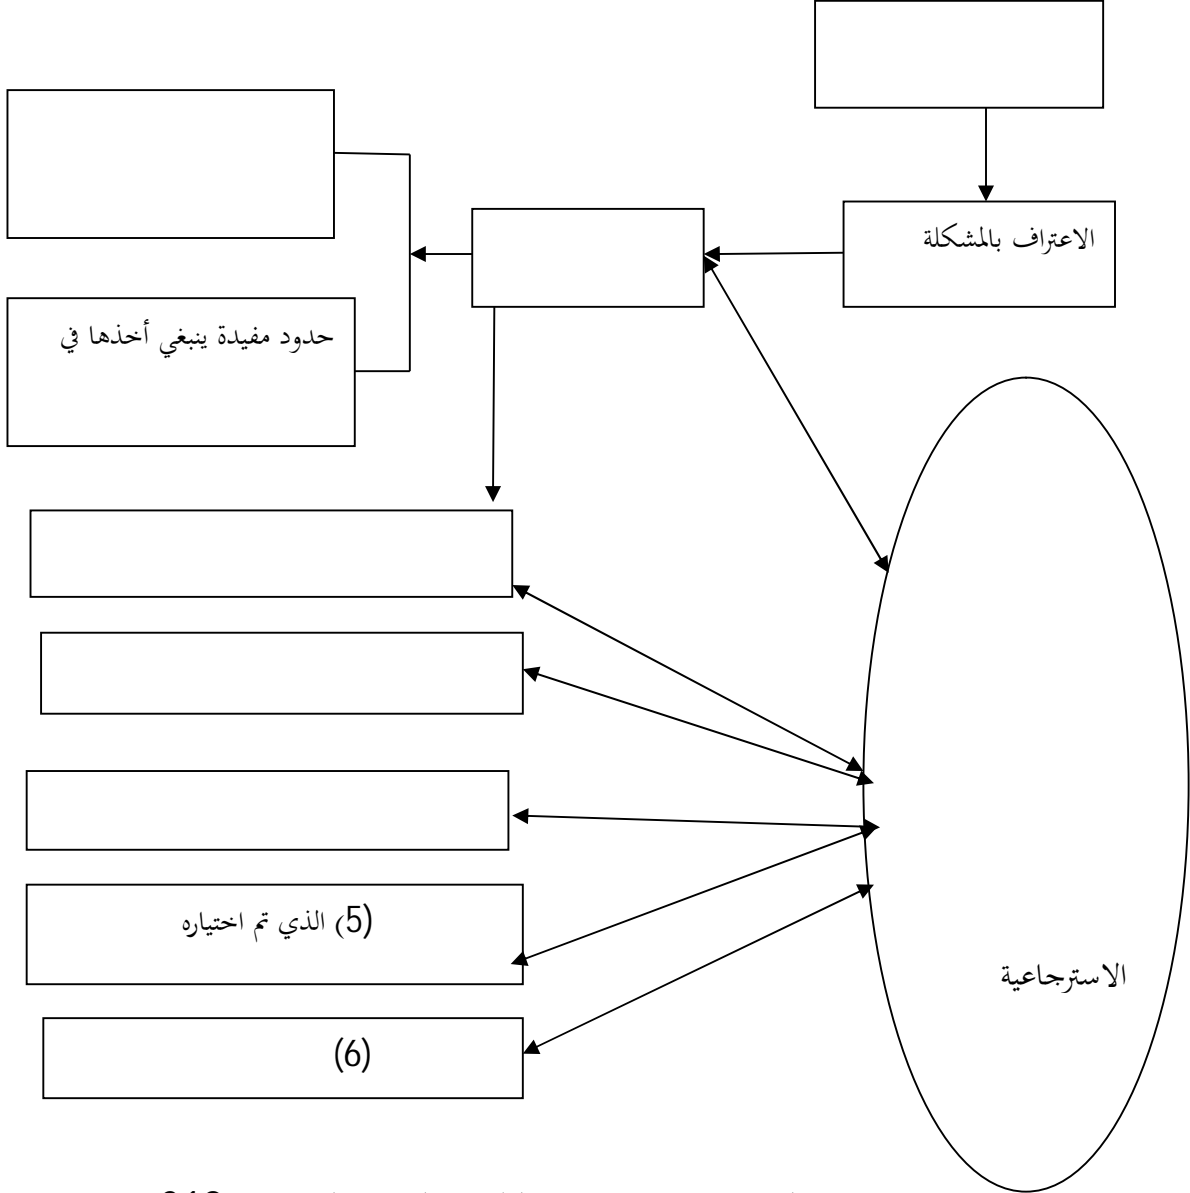 الاعتراف بالمشكلة
حدود مفيدة ينبغي أخذها في
(5) الذي تم اختياره
الاسترجاعية
(6)